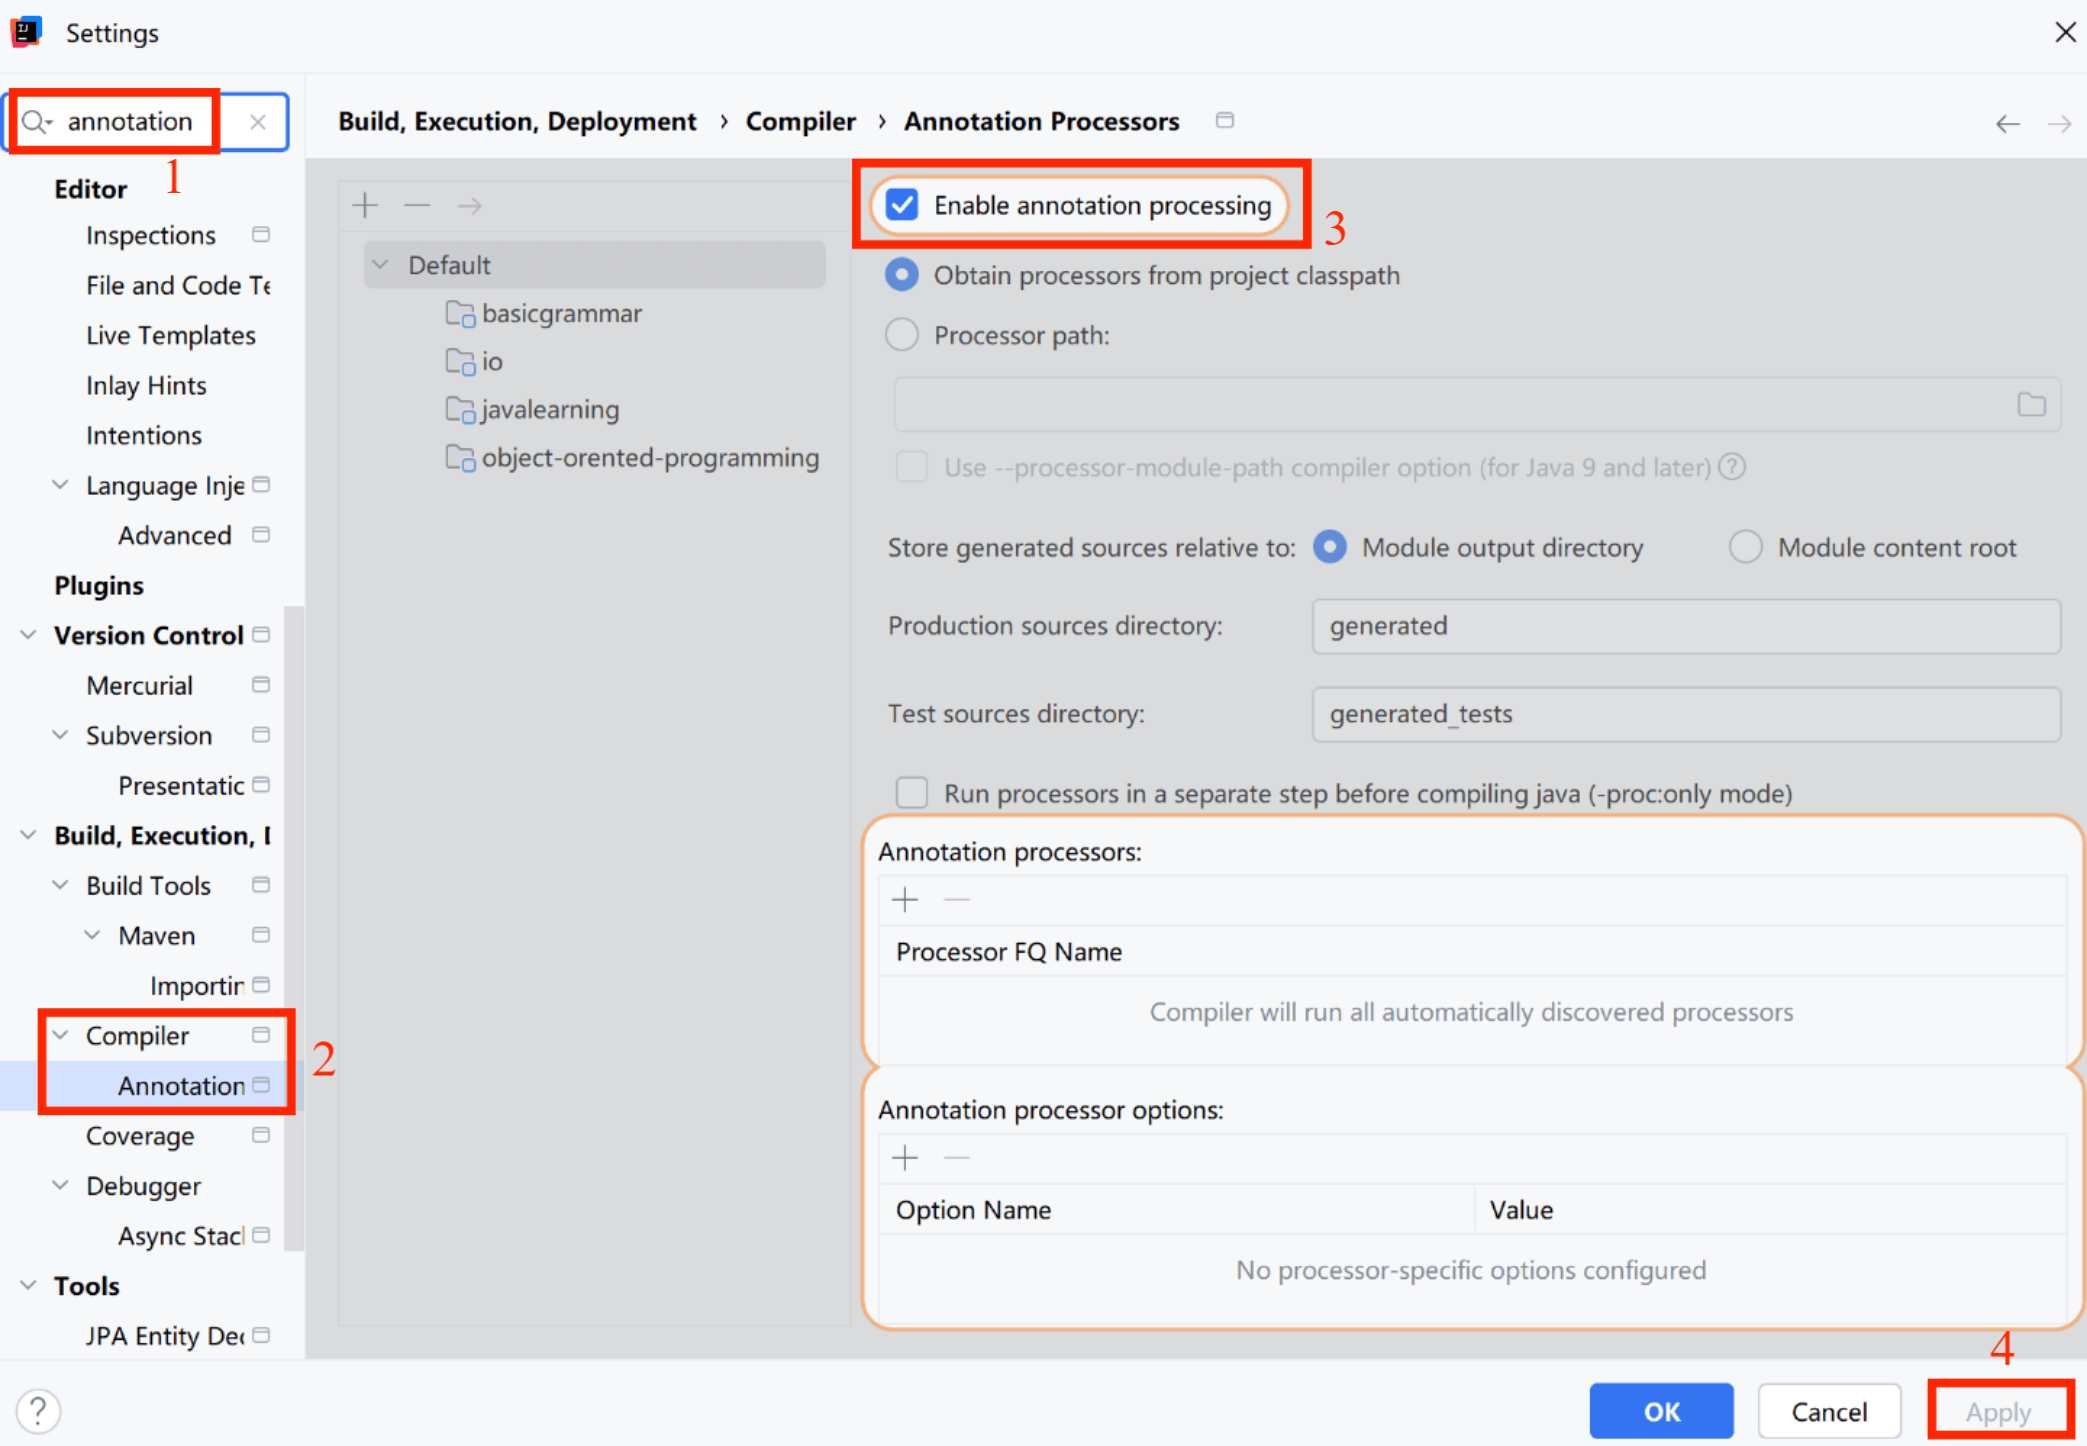 Settings
annotation
1
Editor
Inspections
File and Code Te
Live Templates
Inlay Hints
Intentions
Language Inje
Advanced
Plugins
Version Control
Mercurial
Subversion
Presentatic
Build, Execution, D
Build Tools
Maven
Importin
Compiler
Annotation
2
Coverage
Debugger
Async Stacl
Tools
JPA Entity Dec
Build, Execution, Deployment › Compiler › Annotation Processors
Default
basicgrammar
io
javalearning
object-orented-programming
Enable annotation processing
3
Obtain processors from project classpath
Processor path:
Use --processor-module-path compiler option (for Java 9 and later) ?
Store generated sources relative to: Module output directory Module content root
Production sources directory: generated
Test sources directory: generated_tests
Run processors in a separate step before compiling java (-proc:only mode)
Annotation processors:
Processor FQ Name
Compiler will run all automatically discovered processors
Annotation processor options:
Option Name Value
No processor-specific options configured
4
?
OK Cancel Apply